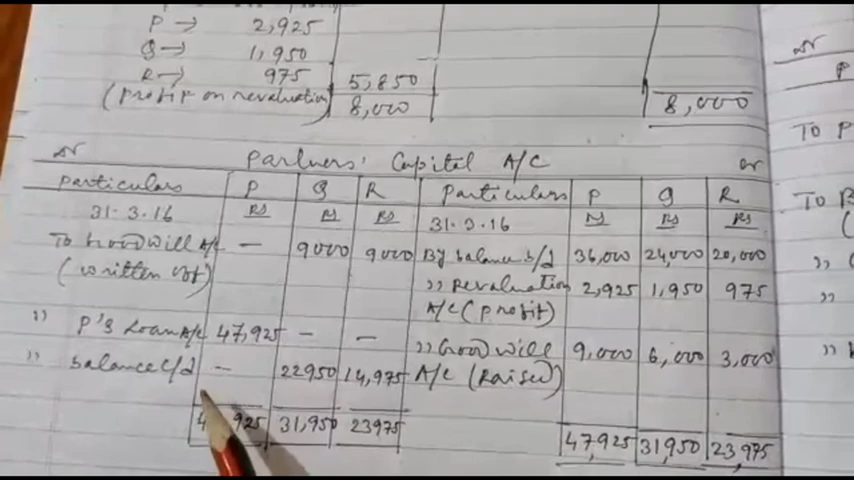 P → 2,925
Q → 1,950
R → 975 5,850
(Profit on revaluation) 8,000 8,000
Dr Partners' Capital A/C Cr
Particulars P Q R Particulars P Q R
31-3-16 Rs Rs Rs 31-3-16 Rs Rs Rs
To Goodwill A/c — 9000 9000 By balance b/d 36,000 24,000 20,000
(written off) ,, Revaluation 2,925 1,950 975
A/C (Profit)
,, P's Loan A/c 47,925 — — ,, Goodwill 9,000 6,000 3,000
,, balance c/d — 22950 14,975 A/C (Raised)
925 31,950 23975 47,925 31,950 23,975
Dr
P
To P
To B
(
,,
,,